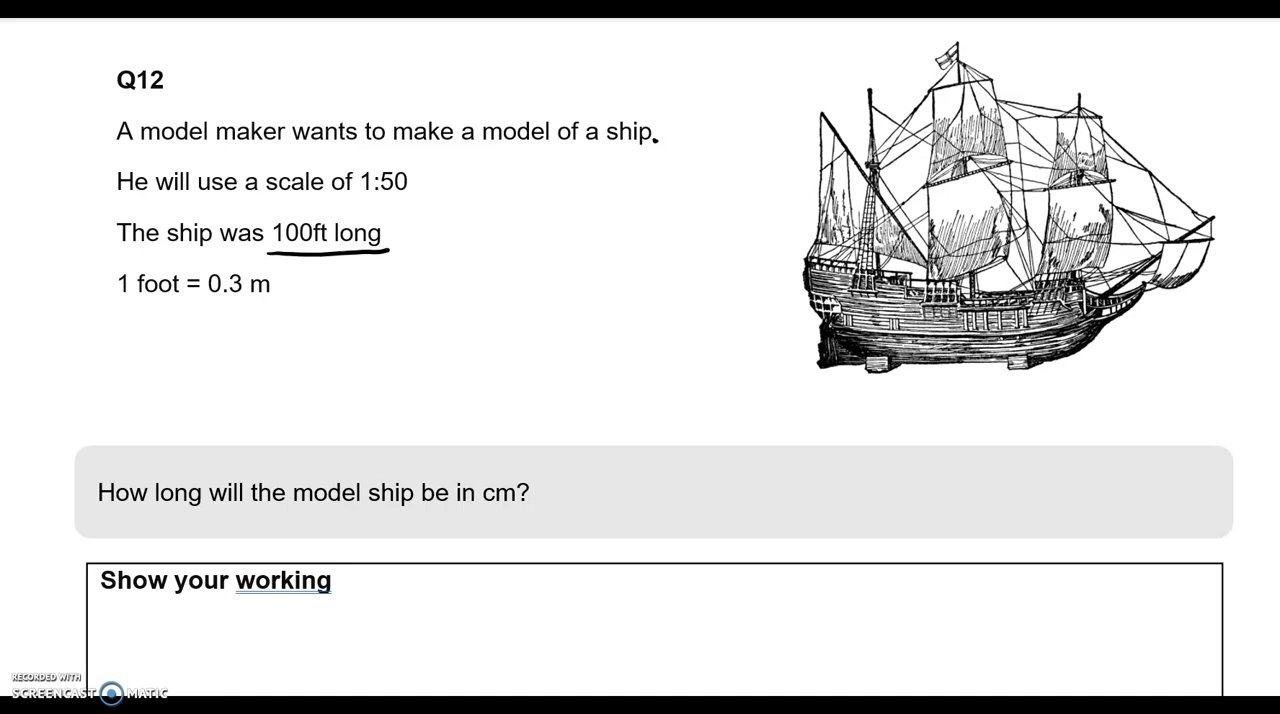 Q12
A model maker wants to make a model of a ship.
He will use a scale of 1:50
The ship was 100ft long
1 foot = 0.3 m
How long will the model ship be in cm?
Show your working
RECORDED WITH
SCREENCAST MATIC